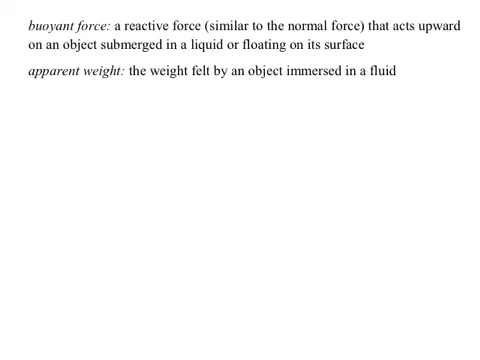 buoyant force: a reactive force (similar to the normal force) that acts upward
on an object submerged in a liquid or floating on its surface
apparent weight: the weight felt by an object immersed in a fluid